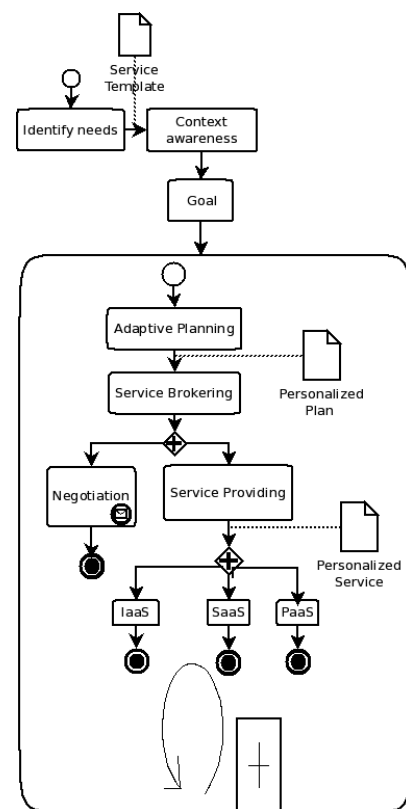 Service
Template
Identify needs
Context
awareness
Goal
Adaptive Planning
Service Brokering
Personalized
Plan
Negotiation
Service Providing
Personalized
Service
IaaS
SaaS
PaaS